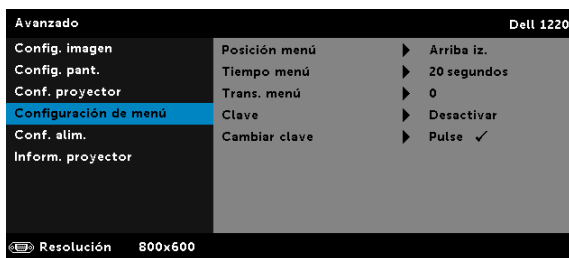 Avanzado Dell 1220
Config. imagen Posición menú Arriba iz.
Config. pant. Tiempo menú 20 segundos
Conf. proyector Trans. menú 0
Configuración de menú Clave Desactivar
Conf. alim. Cambiar clave Pulse ✓
Inform. proyector
Resolución 800x600